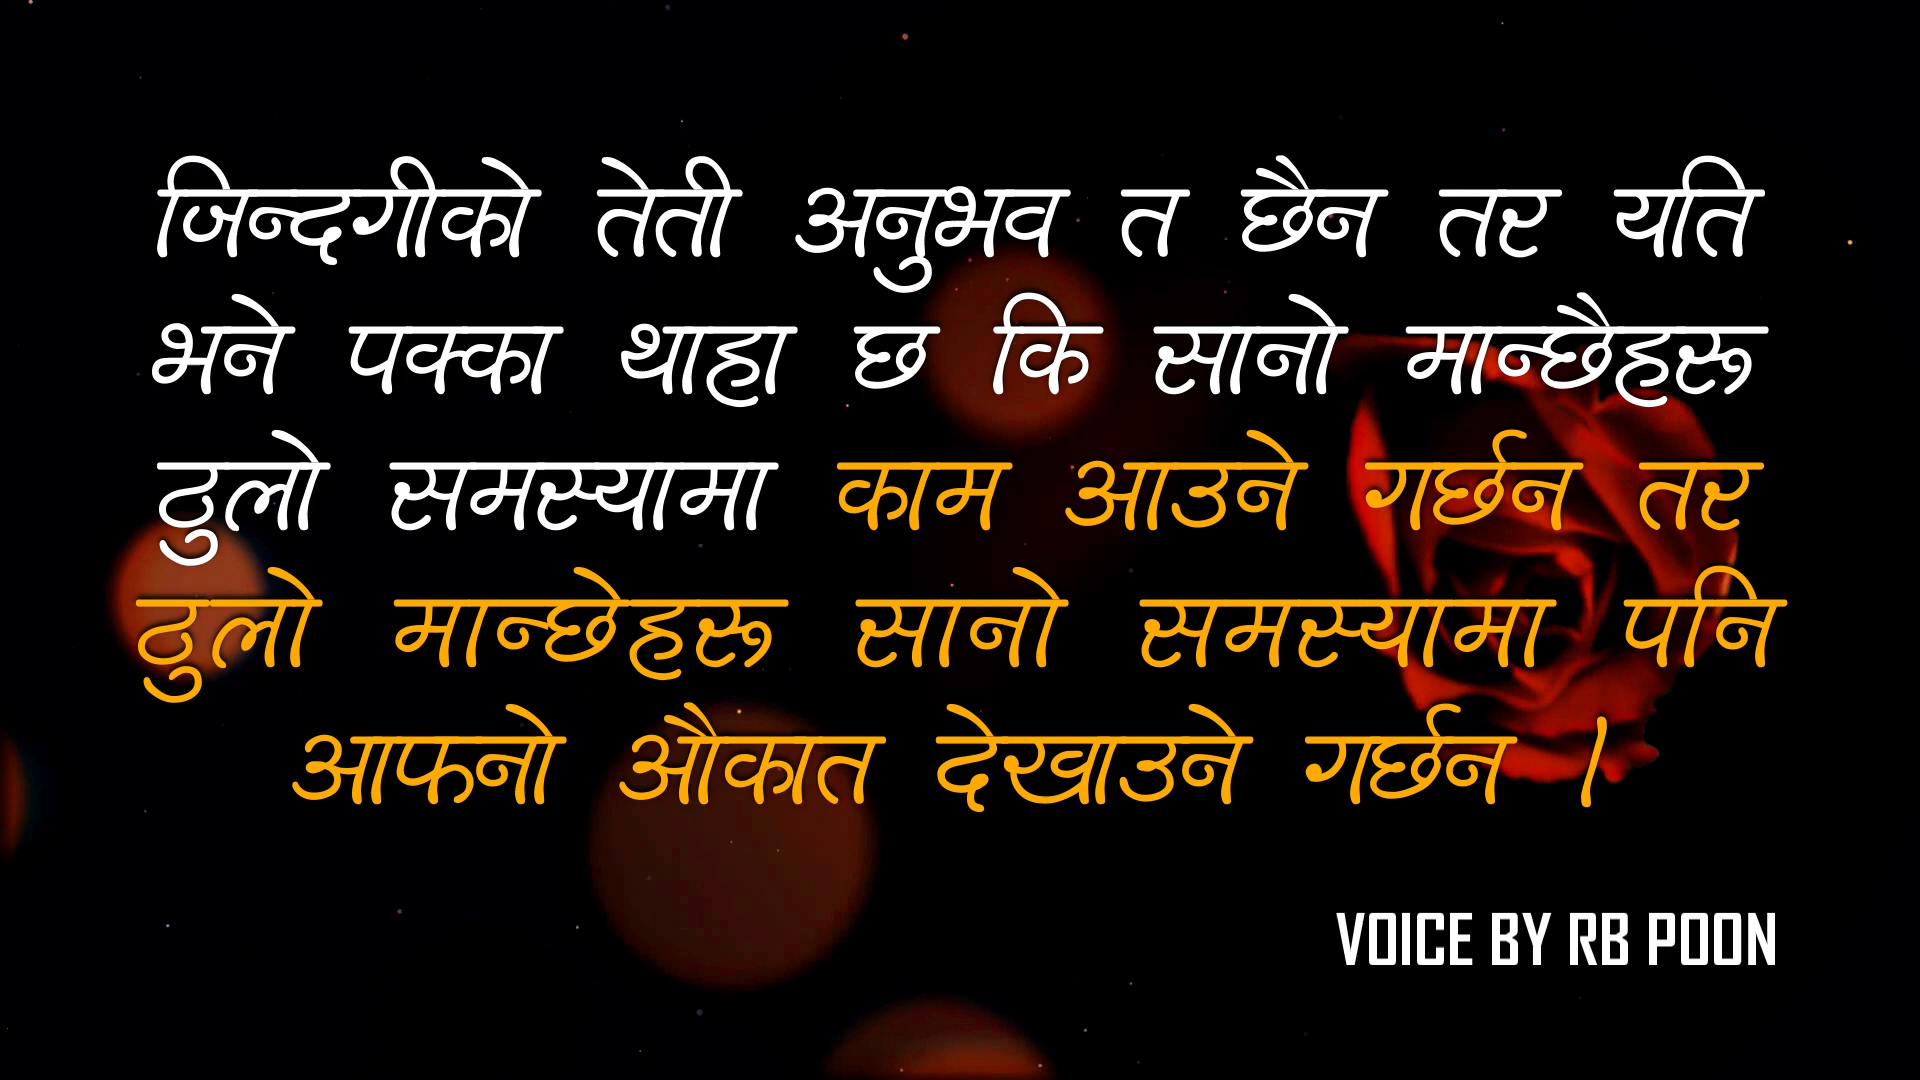 जिन्दगीको तेती अनुभव त छैन तर यति
भने पक्का थाहा छ कि सानो मान्छैहरू
ठुलो समस्यामा काम आउने गर्छन तर
ठुलो मान्छेहरू सानो समस्यामा पनि
आफनो औकात देखाउने गर्छन ।
VOICE BY RB POON